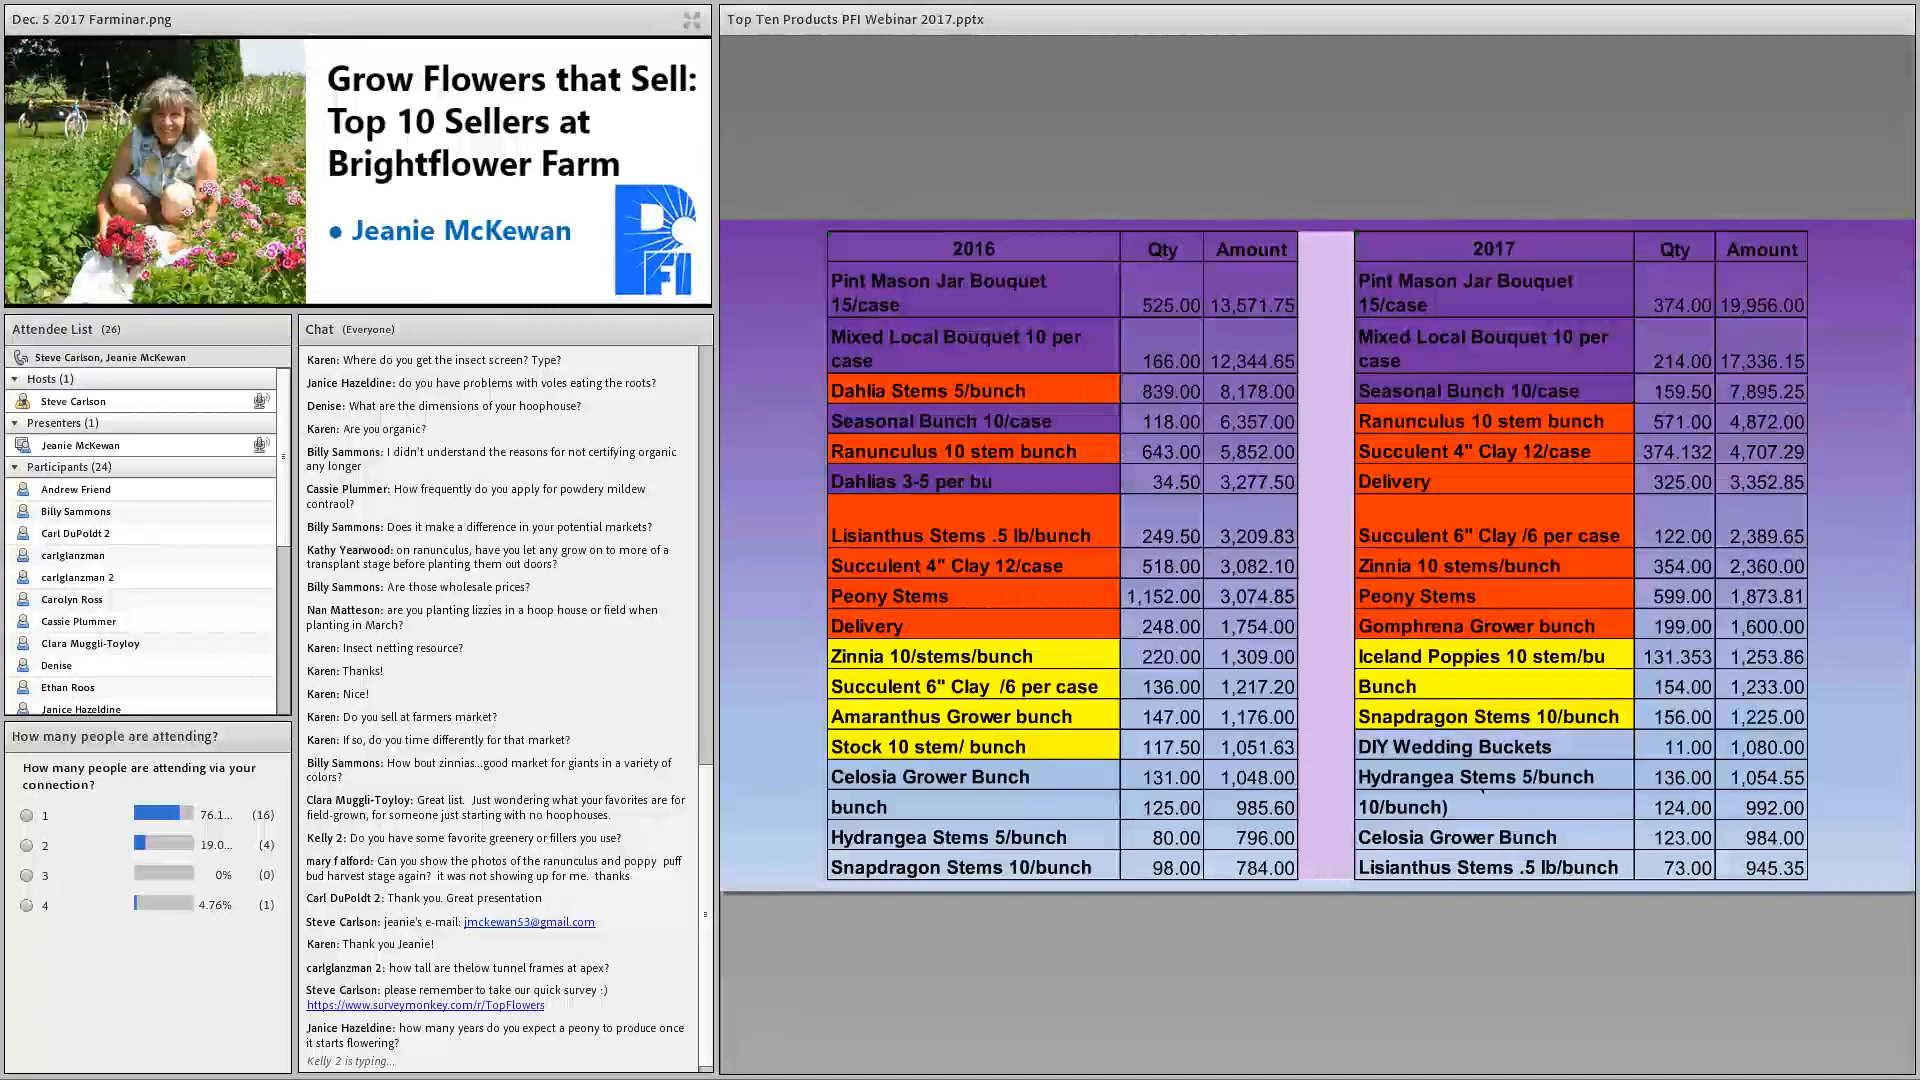 Dec. 5 2017 Farminar.png
Grow Flowers that Sell:
Top 10 Sellers at
Brightflower Farm
● Jeanie McKewan
PFI
Attendee List (26)
Steve Carlson, Jeanie McKewan
Hosts (1)
Steve Carlson
Presenters (1)
Jeanie McKewan
Participants (24)
Andrew Friend
Billy Sammons
Carl DuPoldt 2
carlglanzman
carlglanzman 2
Carolyn Ross
Cassie Plummer
Clara Muggli-Toyloy
Denise
Ethan Roos
Janice Hazeldine
How many people are attending?
How many people are attending via your
connection?
1 76.1... (16)
2 19.0... (4)
3 0% (0)
4 4.76% (1)
Chat (Everyone)
Karen: Where do you get the insect screen? Type?
Janice Hazeldine: do you have problems with voles eating the roots?
Denise: What are the dimensions of your hoophouse?
Karen: Are you organic?
Billy Sammons: I didn't understand the reasons for not certifying organic
any longer
Cassie Plummer: How frequently do you apply for powdery mildew
contraol?
Billy Sammons: Does it make a difference in your potential markets?
Kathy Yearwood: on ranunculus, have you let any grow on to more of a
transplant stage before planting them out doors?
Billy Sammons: Are those wholesale prices?
Nan Matteson: are you planting lizzies in a hoop house or field when
planting in March?
Karen: Insect netting resource?
Karen: Thanks!
Karen: Nice!
Karen: Do you sell at farmers market?
Karen: If so, do you time differently for that market?
Billy Sammons: How bout zinnias...good market for giants in a variety of
colors?
Clara Muggli-Toyloy: Great list. Just wondering what your favorites are for
field-grown, for someone just starting with no hoophouses.
Kelly 2: Do you have some favorite greenery or fillers you use?
mary f alford: Can you show the photos of the ranunculus and poppy puff
bud harvest stage again? it was not showing up for me. thanks
Carl DuPoldt 2: Thank you. Great presentation
Steve Carlson: jeanie's e-mail: jmckewan53@gmail.com
Karen: Thank you Jeanie!
carlglanzman 2: how tall are thelow tunnel frames at apex?
Steve Carlson: please remember to take our quick survey :)
https://www.surveymonkey.com/r/TopFlowers
Janice Hazeldine: how many years do you expect a peony to produce once
it starts flowering?
Kelly 2 is typing...
Top Ten Products PFI Webinar 2017.pptx
2016 Qty Amount
Pint Mason Jar Bouquet
15/case 525.00 13,571.75
Mixed Local Bouquet 10 per
case 166.00 12,344.65
Dahlia Stems 5/bunch 839.00 8,178.00
Seasonal Bunch 10/case 118.00 6,357.00
Ranunculus 10 stem bunch 643.00 5,852.00
Dahlias 3-5 per bu 34.50 3,277.50
Lisianthus Stems .5 lb/bunch 249.50 3,209.83
Succulent 4" Clay 12/case 518.00 3,082.10
Peony Stems 1,152.00 3,074.85
Delivery 248.00 1,754.00
Zinnia 10/stems/bunch 220.00 1,309.00
Succulent 6" Clay /6 per case 136.00 1,217.20
Amaranthus Grower bunch 147.00 1,176.00
Stock 10 stem/ bunch 117.50 1,051.63
Celosia Grower Bunch 131.00 1,048.00
bunch 125.00 985.60
Hydrangea Stems 5/bunch 80.00 796.00
Snapdragon Stems 10/bunch 98.00 784.00
2017 Qty Amount
Pint Mason Jar Bouquet
15/case 374.00 19,956.00
Mixed Local Bouquet 10 per
case 214.00 17,336.15
Seasonal Bunch 10/case 159.50 7,895.25
Ranunculus 10 stem bunch 571.00 4,872.00
Succulent 4" Clay 12/case 374.132 4,707.29
Delivery 325.00 3,352.85
Succulent 6" Clay /6 per case 122.00 2,389.65
Zinnia 10 stems/bunch 354.00 2,360.00
Peony Stems 599.00 1,873.81
Gomphrena Grower bunch 199.00 1,600.00
Iceland Poppies 10 stem/bu 131.353 1,253.86
Bunch 154.00 1,233.00
Snapdragon Stems 10/bunch 156.00 1,225.00
DIY Wedding Buckets 11.00 1,080.00
Hydrangea Stems 5/bunch 136.00 1,054.55
10/bunch) 124.00 992.00
Celosia Grower Bunch 123.00 984.00
Lisianthus Stems .5 lb/bunch 73.00 945.35